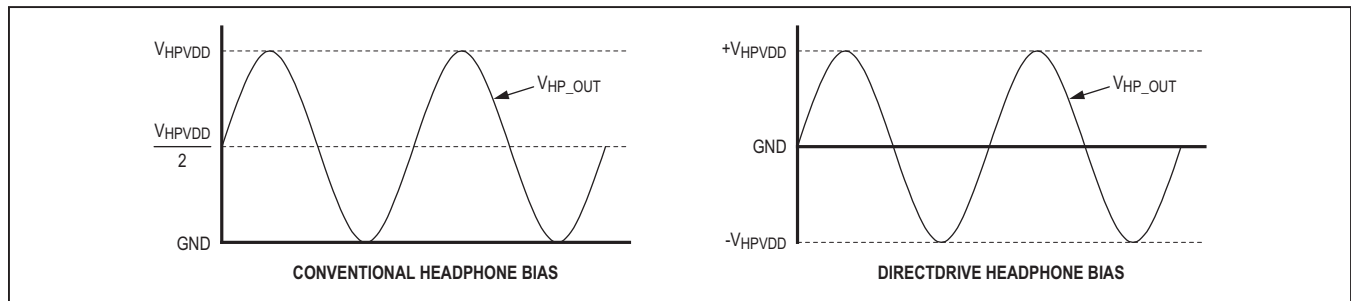 VHPVDD
VHP_OUT
VHPVDD
2
GND
CONVENTIONAL HEADPHONE BIAS
+VHPVDD
VHP_OUT
GND
-VHPVDD
DIRECTDRIVE HEADPHONE BIAS